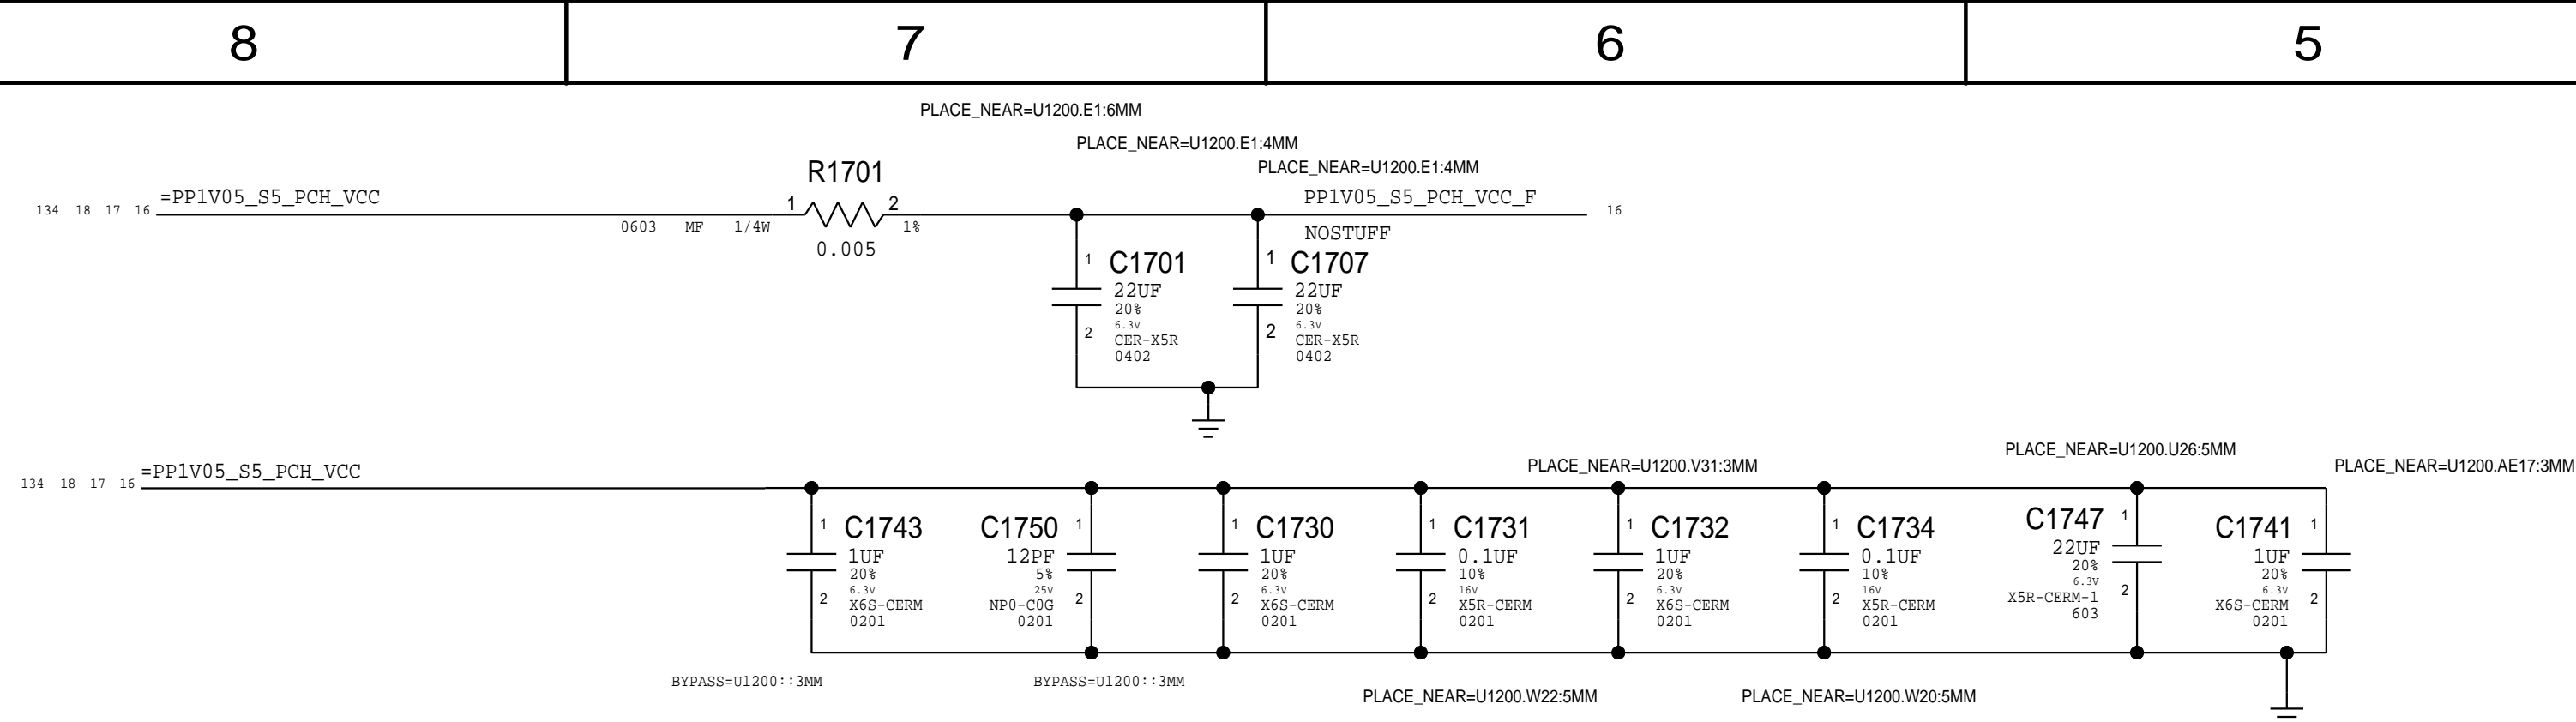 8 7 6 5
PLACE_NEAR=U1200.E1:6MM
PLACE_NEAR=U1200.E1:4MM
PLACE_NEAR=U1200.E1:4MM
R1701
134 18 17 16 =PP1V05_S5_PCH_VCC
1 2
PP1V05_S5_PCH_VCC_F
16
0603 MF 1/4W 1%
0.005
NOSTUFF
1 C1701
22UF
20%
6.3V
2 CER-X5R
0402
1 C1707
22UF
20%
6.3V
2 CER-X5R
0402
PLACE_NEAR=U1200.U26:5MM
PLACE_NEAR=U1200.V31:3MM
PLACE_NEAR=U1200.AE17:3MM
134 18 17 16 =PP1V05_S5_PCH_VCC
1 C1743
1UF
20%
6.3V
2 X6S-CERM
0201
C1750 1
12PF
5%
25V
NP0-C0G 2
0201
1 C1730
1UF
20%
6.3V
2 X6S-CERM
0201
1 C1731
0.1UF
10%
16V
2 X5R-CERM
0201
1 C1732
1UF
20%
6.3V
2 X6S-CERM
0201
1 C1734
0.1UF
10%
16V
2 X5R-CERM
0201
C1747 1
22UF
20%
6.3V
X5R-CERM-1 2
603
C1741 1
1UF
20%
6.3V
X6S-CERM 2
0201
BYPASS=U1200::3MM
BYPASS=U1200::3MM
PLACE_NEAR=U1200.W22:5MM
PLACE_NEAR=U1200.W20:5MM